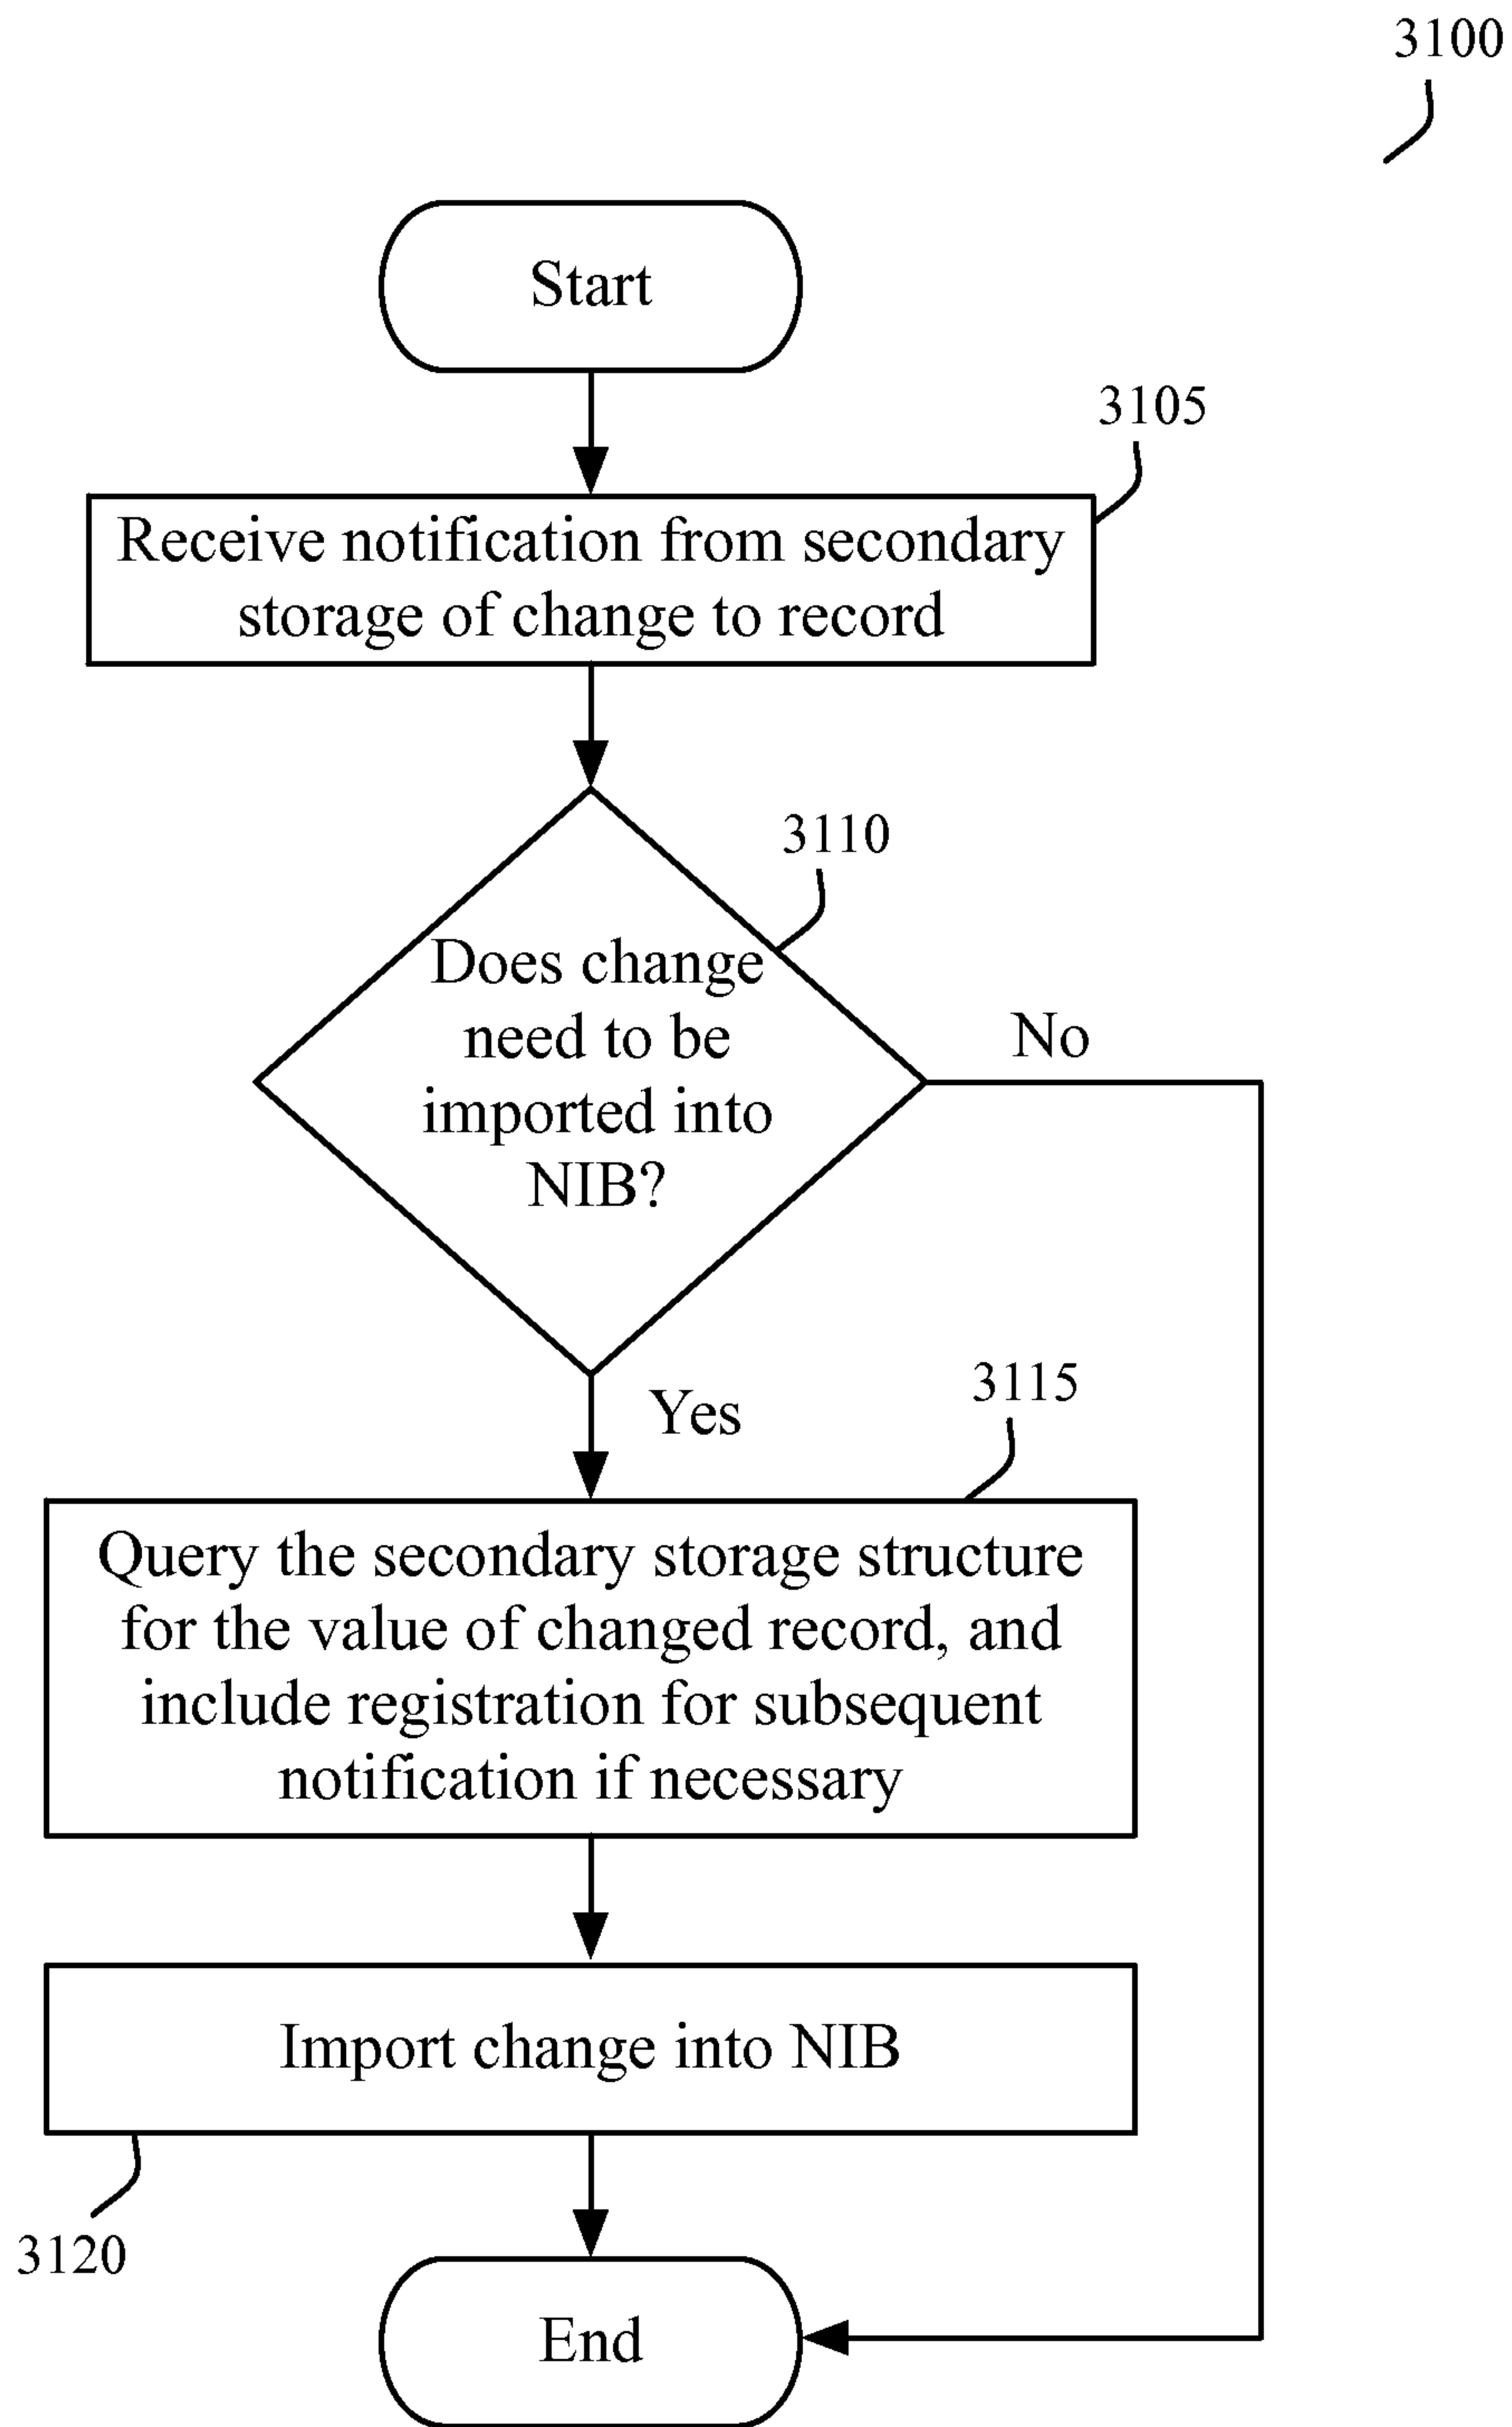 3100
Start
3105
Receive notification from secondary
storage of change to record
3110
Does change
need to be
imported into
NIB?
No
Yes
3115
Query the secondary storage structure
for the value of changed record, and
include registration for subsequent
notification if necessary
Import change into NIB
3120
End